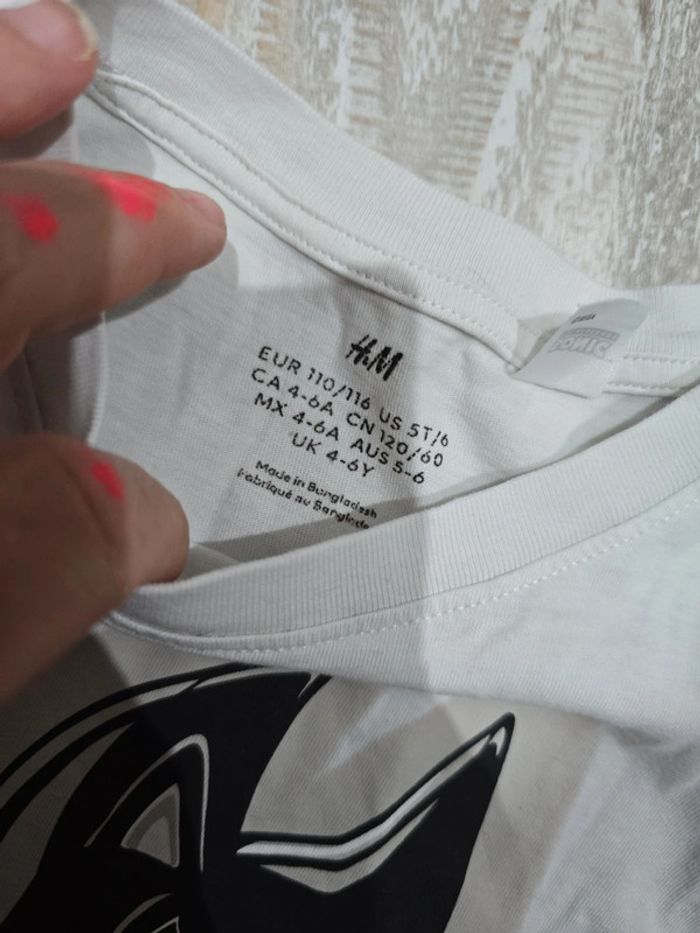 H&M
EUR 110/116 US 5T/6
CA 4-6A CN 120/60
MX 4-6A AUS 5-6
UK 4-6Y
Made in Bangladesh
Fabriqué au
SONIC